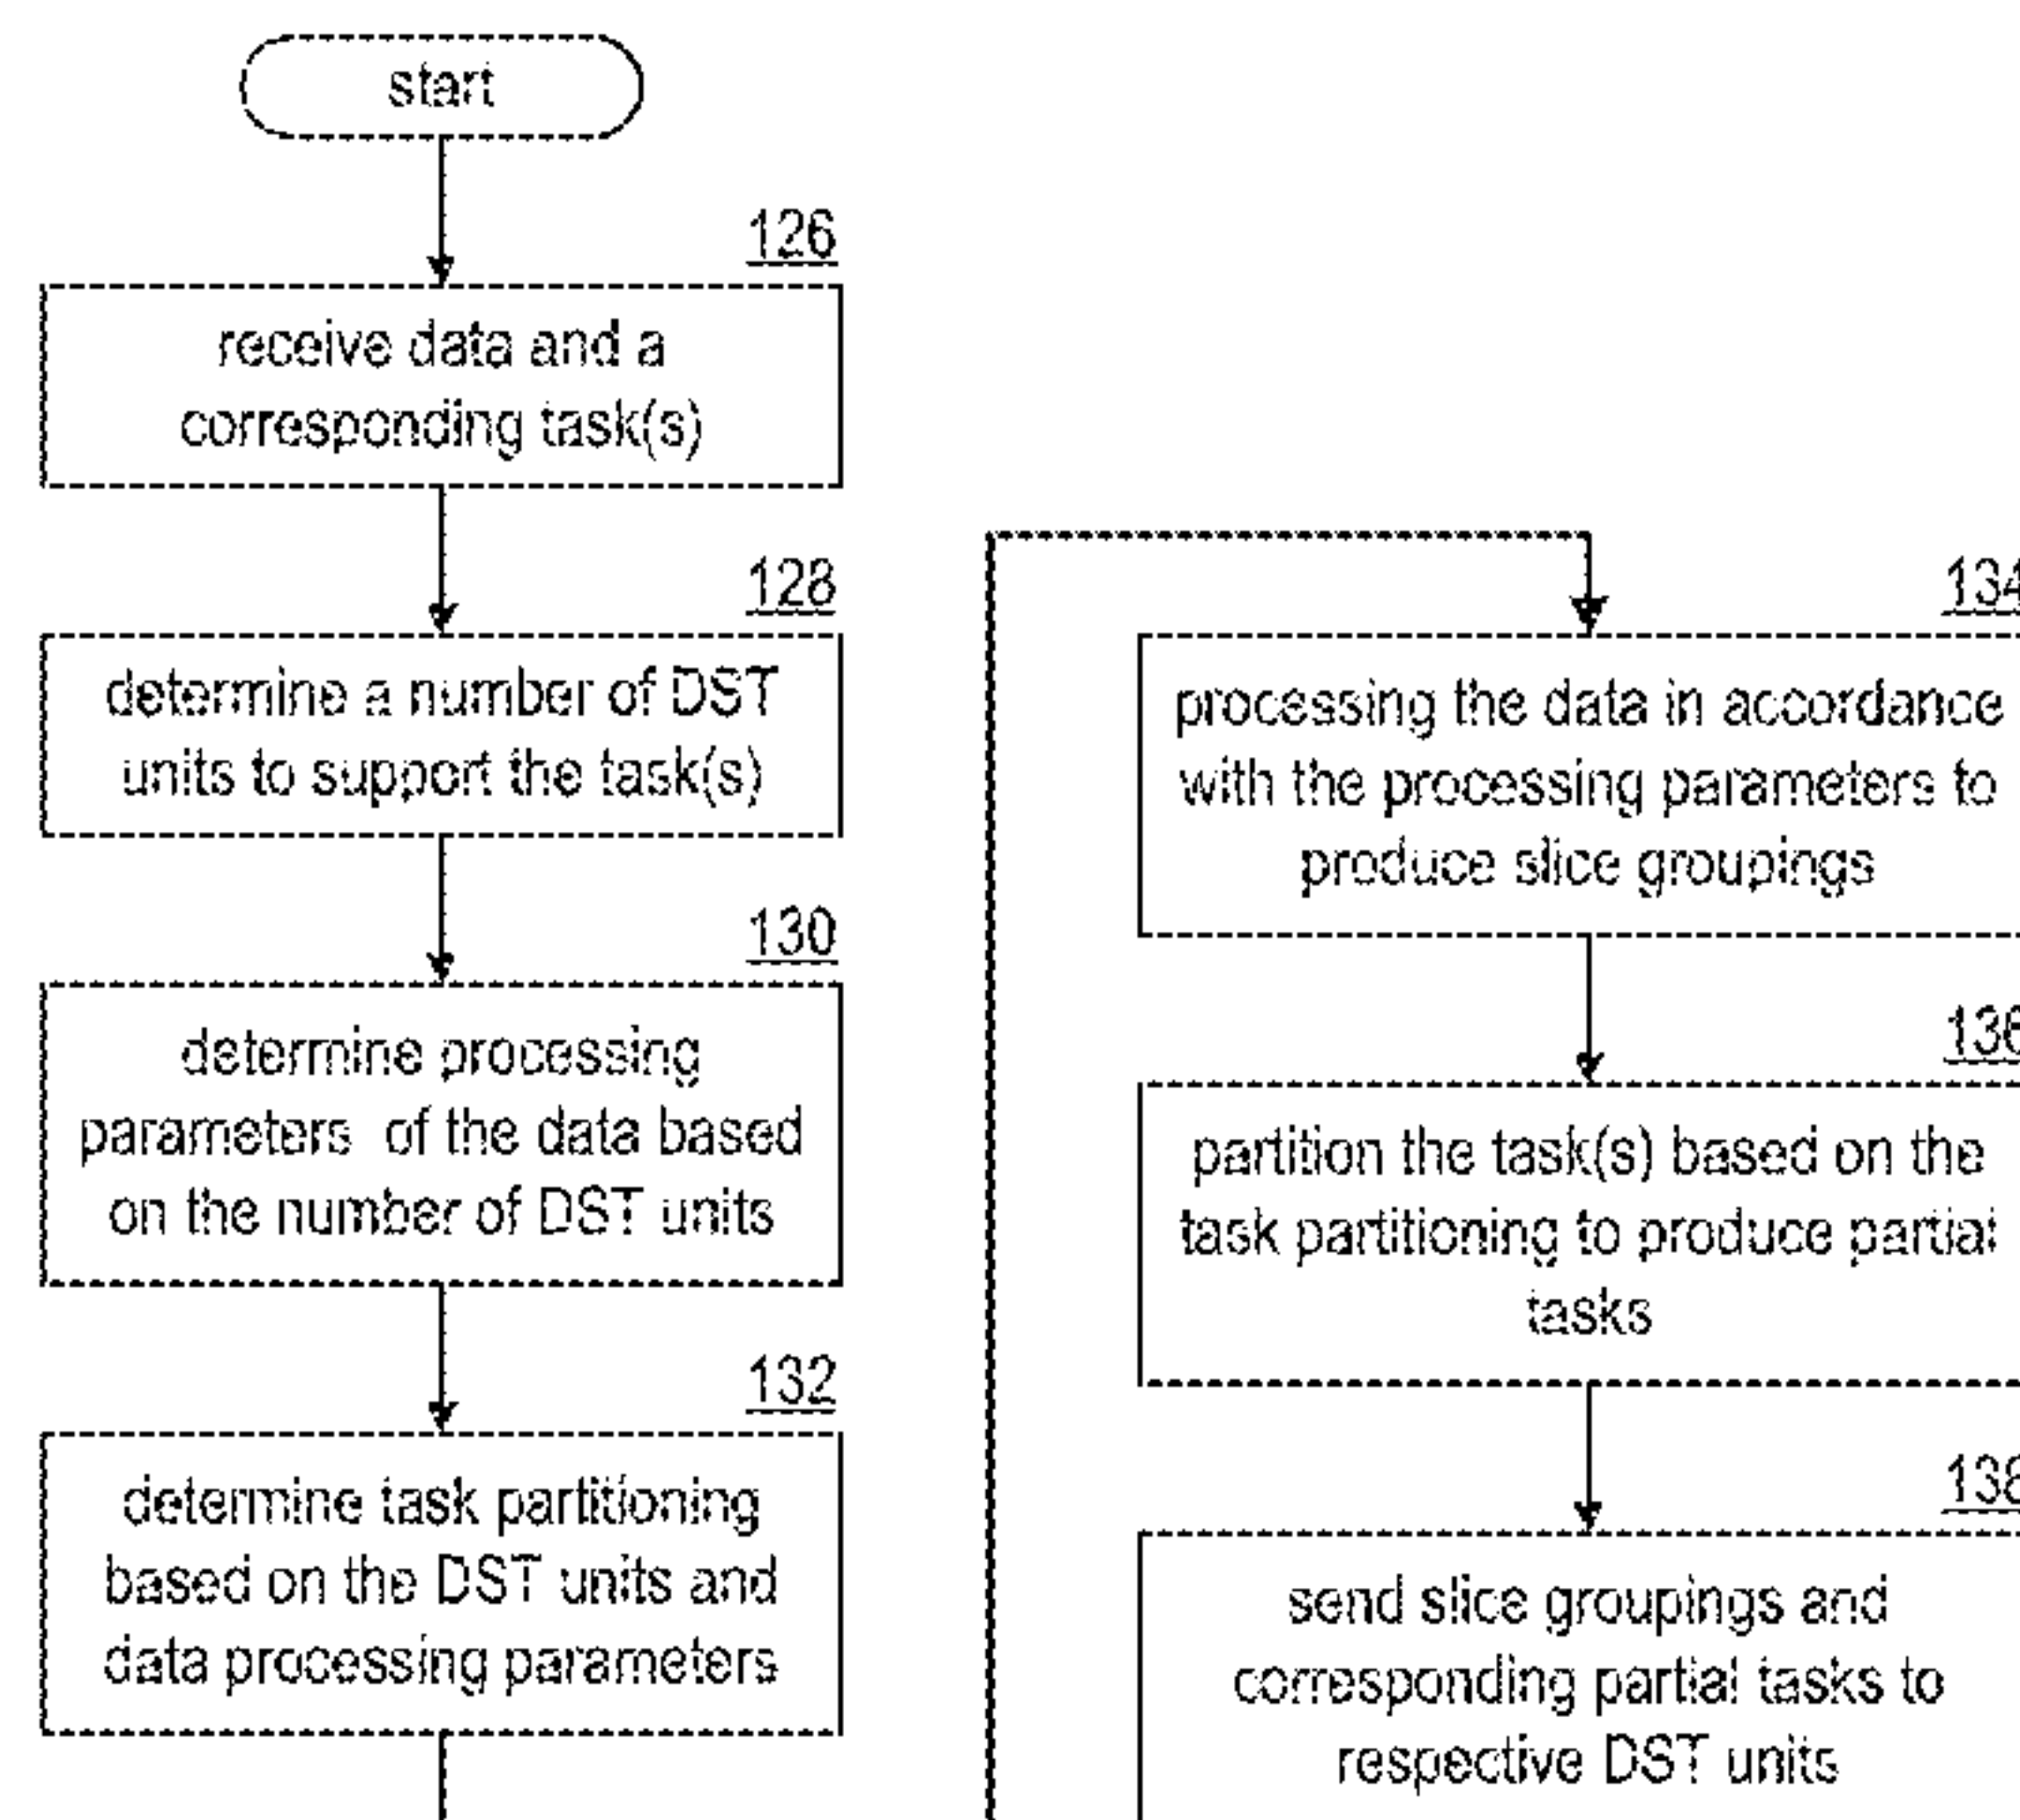 start
126
receive data and a
corresponding task(s)
128
determine a number of DST
units to support the task(s)
130
determine processing
parameters of the data based
on the number of DST units
132
determine task partitioning
based on the DST units and
data processing parameters
134
processing the data in accordance
with the processing parameters to
produce slice groupings
136
partition the task(s) based on the
task partitioning to produce partial
tasks
138
send slice groupings and
corresponding partial tasks to
respective DST units